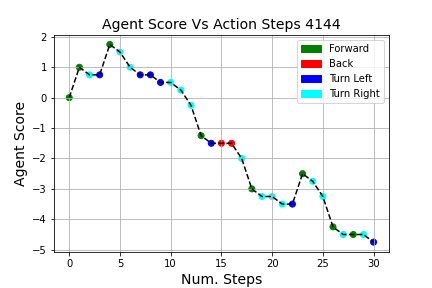 Agent Score Vs Action Steps 4144
Agent Score
2
1
0
−1
−2
−3
−4
−5
Forward
Back
Turn Left
Turn Right
0 5 10 15 20 25 30
Num. Steps